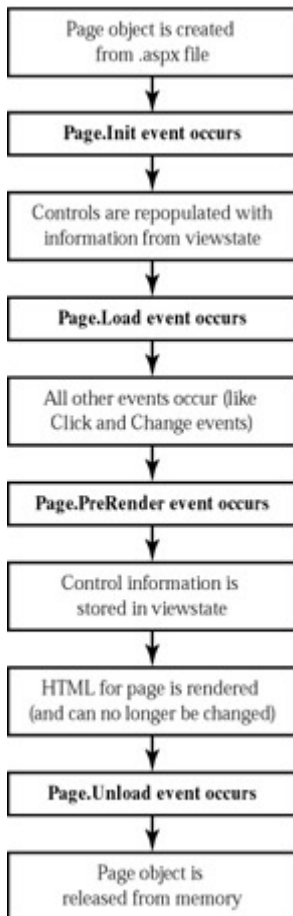 Page object is created
from .aspx file
Page.Init event occurs
Controls are repopulated with
information from viewstate
Page.Load event occurs
All other events occur (like
Click and Change events)
Page.PreRender event occurs
Control information is
stored in viewstate
HTML for page is rendered
(and can no longer be changed)
Page.Unload event occurs
Page object is
released from memory